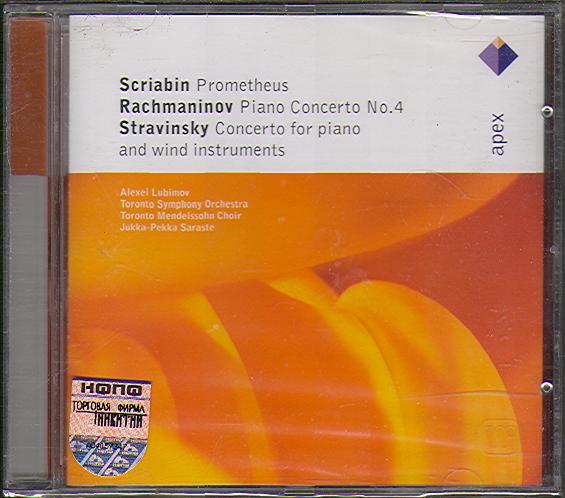 Scriabin Prometheus
Rachmaninov Piano Concerto No.4
Stravinsky Concerto for piano
and wind instruments
apex
Alexei Lubimov
Toronto Symphony Orchestra
Toronto Mendelssohn Choir
Jukka-Pekka Saraste
ТОРГОВАЯ ФИРМА
НИКИТИН